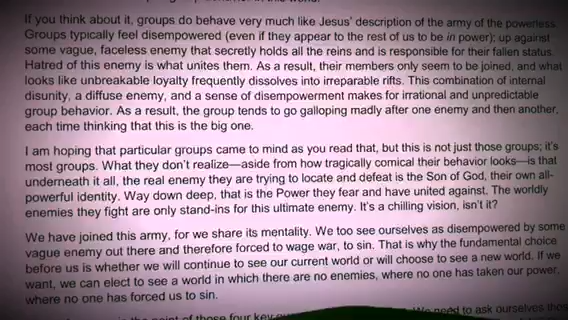 If you think about it, groups do behave very much like Jesus' description of the army of the powerless.
Groups typically feel disempowered (even if they appear to the rest of us to be in power); up against
some vague, faceless enemy that secretly holds all the reins and is responsible for their fallen status.
Hatred of this enemy is what unites them. As a result, their members only seem to be joined, and what
looks like unbreakable loyalty frequently dissolves into irreparable rifts. This combination of internal
disunity, a diffuse enemy, and a sense of disempowerment makes for irrational and unpredictable
group behavior. As a result, the group tends to go galloping madly after one enemy and then another,
each time thinking that this is the big one.
I am hoping that particular groups came to mind as you read that, but this is not just those groups; it's
most groups. What they don't realize—aside from how tragically comical their behavior looks—is that
underneath it all, the real enemy they are trying to locate and defeat is the Son of God, their own all-
powerful identity. Way down deep, that is the Power they fear and have united against. The worldly
enemies they fight are only stand-ins for this ultimate enemy. It's a chilling vision, isn't it?
We have joined this army, for we share its mentality. We too see ourselves as disempowered by some
vague enemy out there and therefore forced to wage war, to sin. That is why the fundamental choice
before us is whether we will continue to see our current world or will choose to see a new world. If we
want, we can elect to see a world in which there are no enemies, where no one has taken our power,
where no one has forced us to sin.
point of those four key We need to ask ourselves